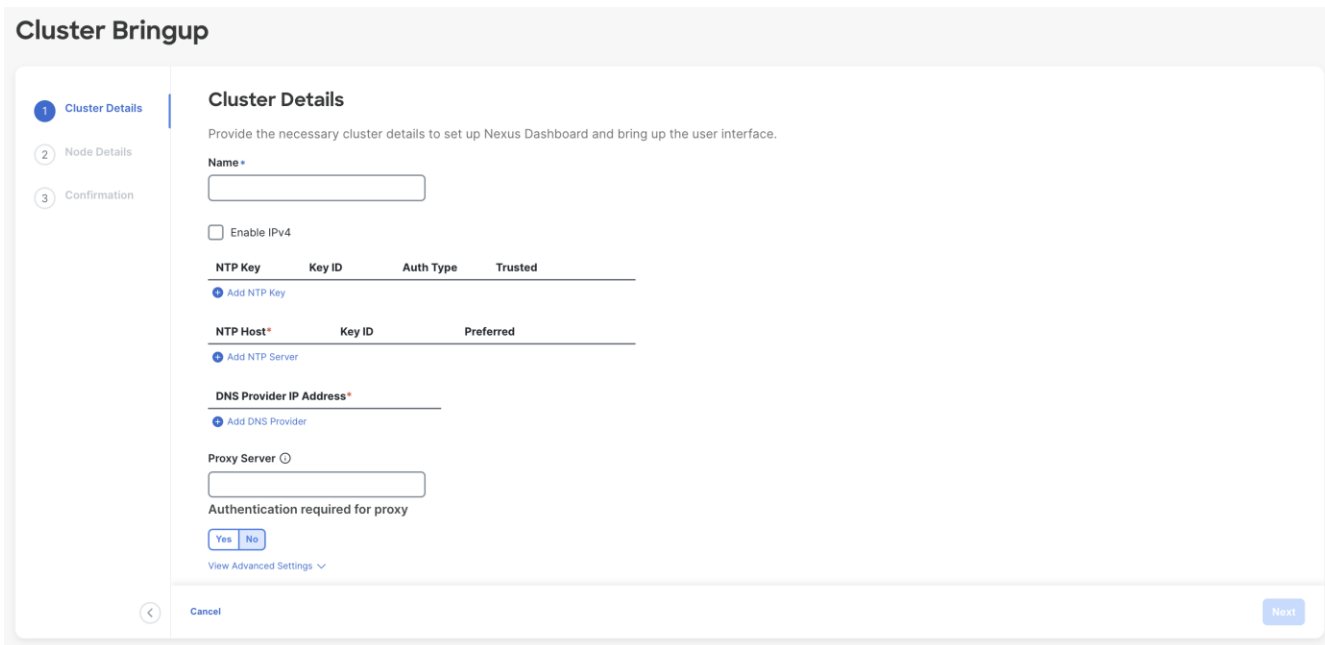 Cluster Bringup
1 Cluster Details
2 Node Details
3 Confirmation
Cluster Details
Provide the necessary cluster details to set up Nexus Dashboard and bring up the user interface.
Name*
Enable IPv4
NTP Key Key ID Auth Type Trusted
Add NTP Key
NTP Host* Key ID Preferred
Add NTP Server
DNS Provider IP Address*
Add DNS Provider
Proxy Server
Authentication required for proxy
Yes No
View Advanced Settings
Cancel Next